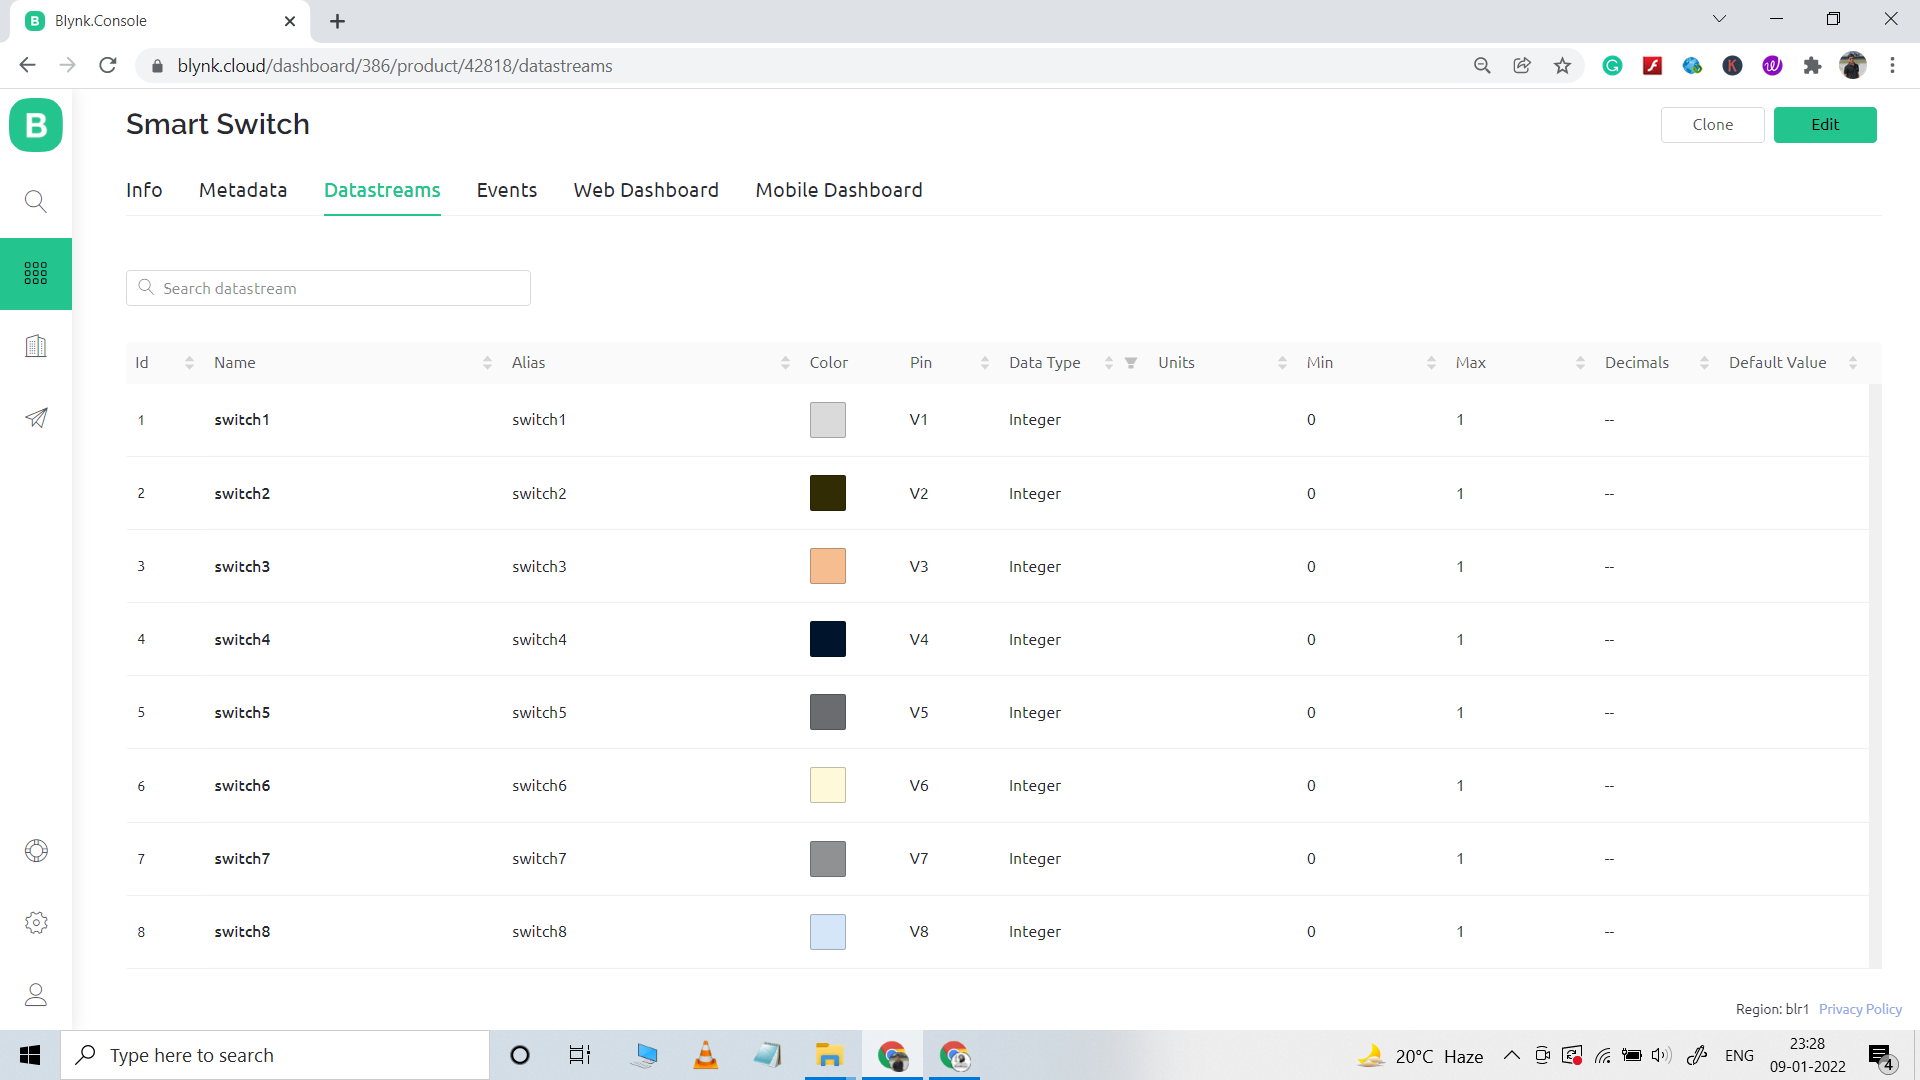 Blynk.Console
blynk.cloud/dashboard/386/product/42818/datastreams
B
Smart Switch
Clone
Edit
Info Metadata Datastreams Events Web Dashboard Mobile Dashboard
Search datastream
Id Name Alias Color Pin Data Type Units Min Max Decimals Default Value
1 switch1 switch1 V1 Integer 0 1 --
2 switch2 switch2 V2 Integer 0 1 --
3 switch3 switch3 V3 Integer 0 1 --
4 switch4 switch4 V4 Integer 0 1 --
5 switch5 switch5 V5 Integer 0 1 --
6 switch6 switch6 V6 Integer 0 1 --
7 switch7 switch7 V7 Integer 0 1 --
8 switch8 switch8 V8 Integer 0 1 --
Region: blr1 Privacy Policy
Type here to search
20°C Haze
ENG
23:28
09-01-2022
4